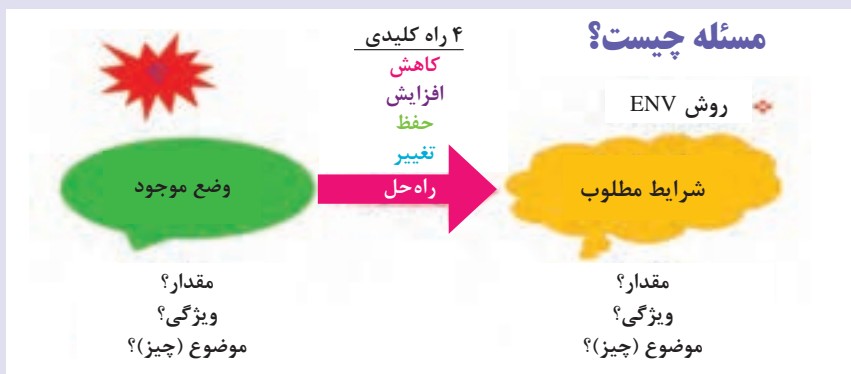 مسئله چیست؟
روش ENV
شرایط مطلوب
مقدار؟
ویژگی؟
موضوع (چیز)؟
۴ راه کلیدی
کاهش
افزایش
حفظ
تغییر
راه‌حل
وضع موجود
مقدار؟
ویژگی؟
موضوع (چیز)؟